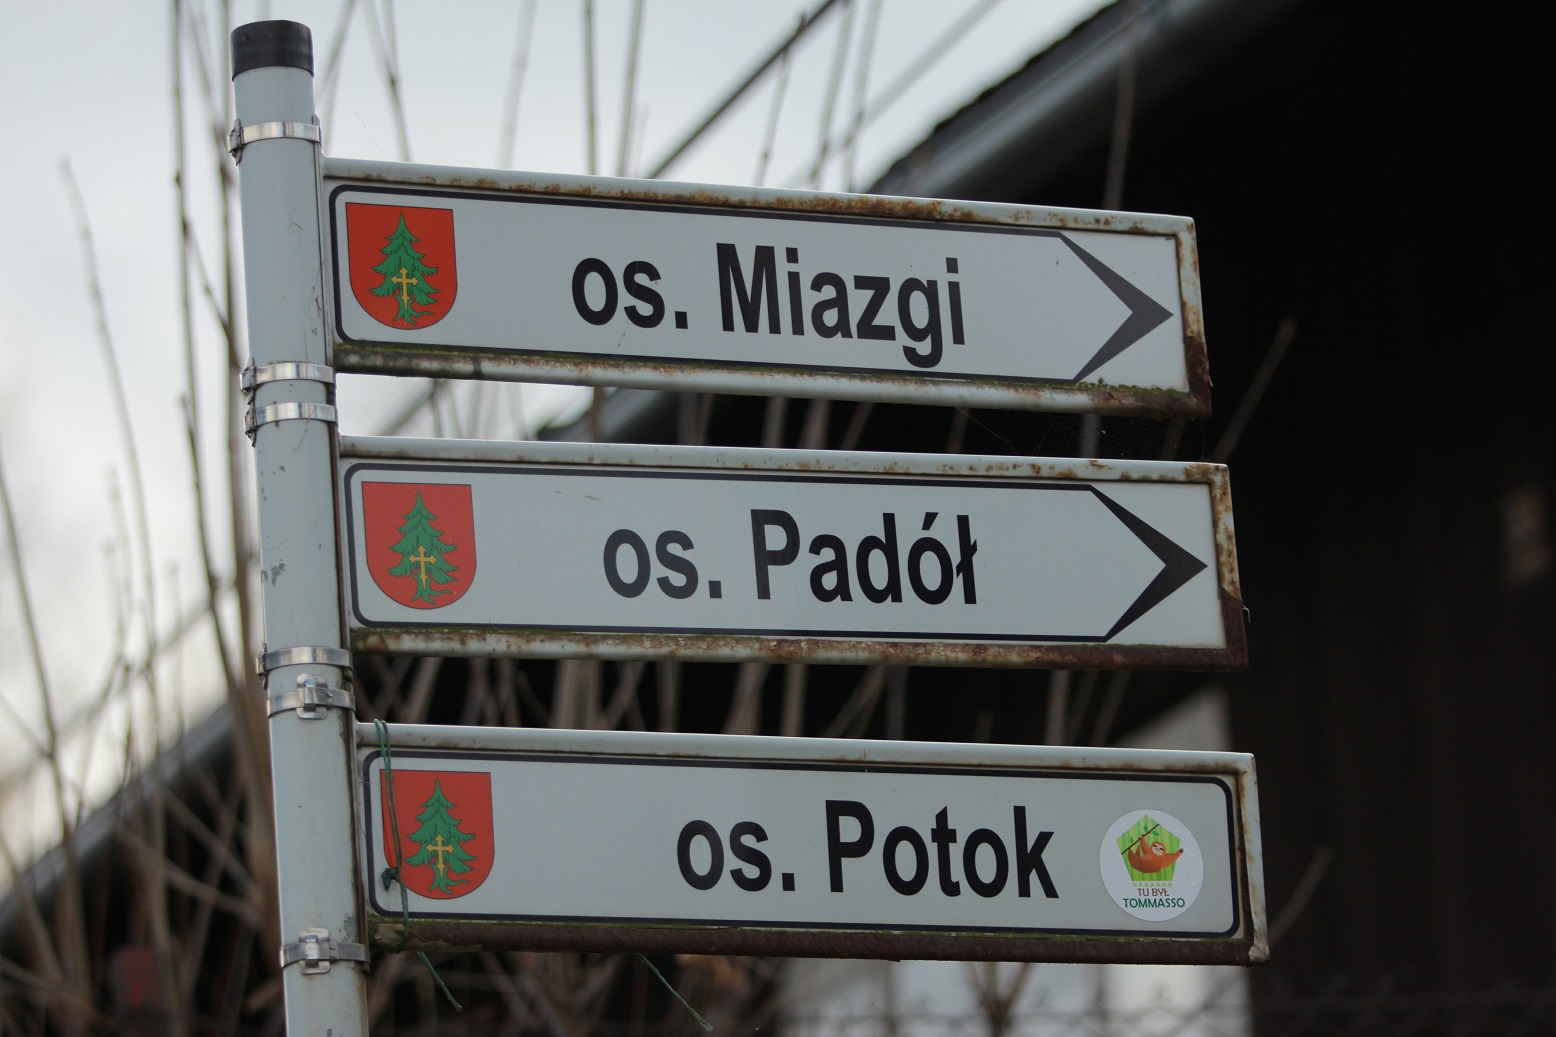 os. Miazgi
os. Padół
os. Potok
TU BYŁ
TOMMASSO